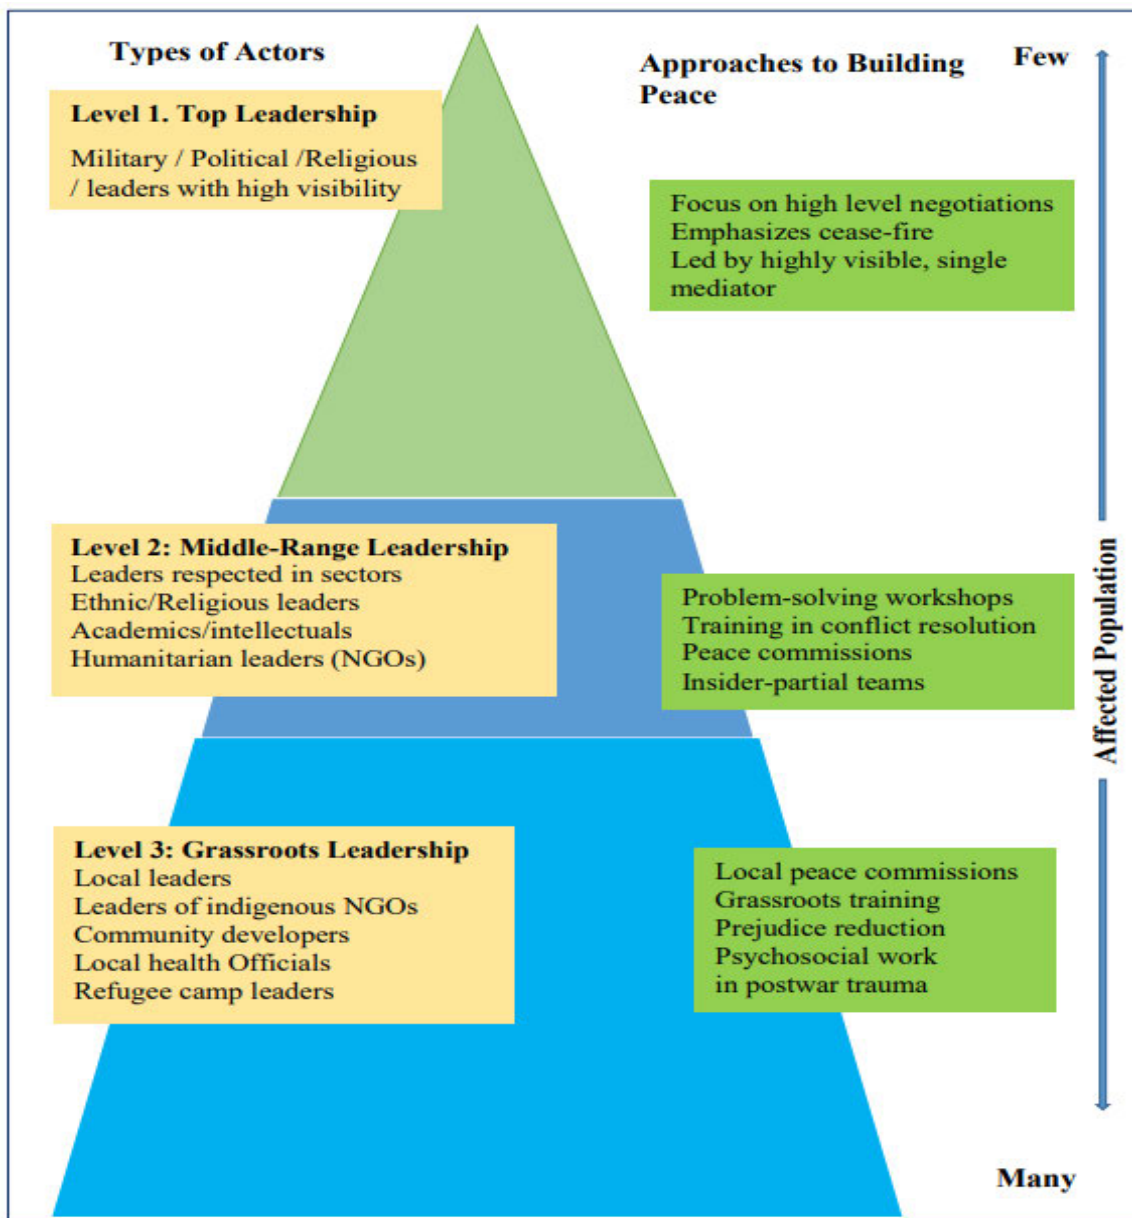 Types of Actors
Approaches to Building
Peace
Few
Level 1. Top Leadership
Military / Political /Religious
/ leaders with high visibility
Focus on high level negotiations
Emphasizes cease-fire
Led by highly visible, single
mediator
Level 2: Middle-Range Leadership
Leaders respected in sectors
Ethnic/Religious leaders
Academics/intellectuals
Humanitarian leaders (NGOs)
Problem-solving workshops
Training in conflict resolution
Peace commissions
Insider-partial teams
Affected Population
Level 3: Grassroots Leadership
Local leaders
Leaders of indigenous NGOs
Community developers
Local health Officials
Refugee camp leaders
Local peace commissions
Grassroots training
Prejudice reduction
Psychosocial work
in postwar trauma
Many